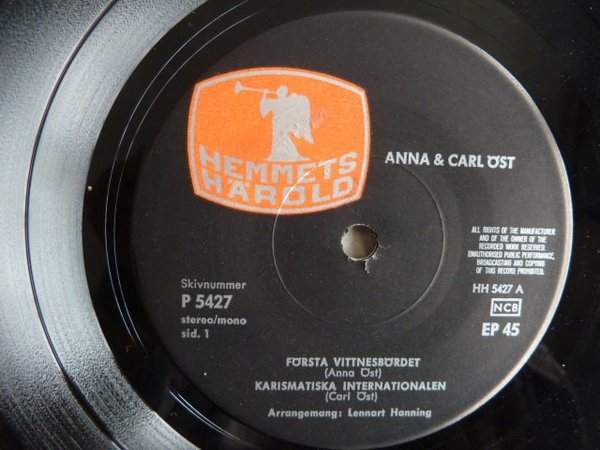 HEMMETS
HÄROLD
ANNA & CARL ÖST
ALL RIGHTS OF THE MANUFACTURER
AND OF THE OWNER OF THE
RECORDED WORK RESERVED.
UNAUTHORISED PUBLIC PERFORMANCE,
BROADCASTING AND COPYING
OF THIS RECORD, PROHIBITED.
HH 5427 A
NCB
EP 45
Skivnummer
P 5427
stereo/mono
sid. 1
FÖRSTA VITTNESBÖRDET
(Anna Öst)
KARISMATISKA INTERNATIONALEN
(Carl Öst)
Arrangemang: Lennart Hanning